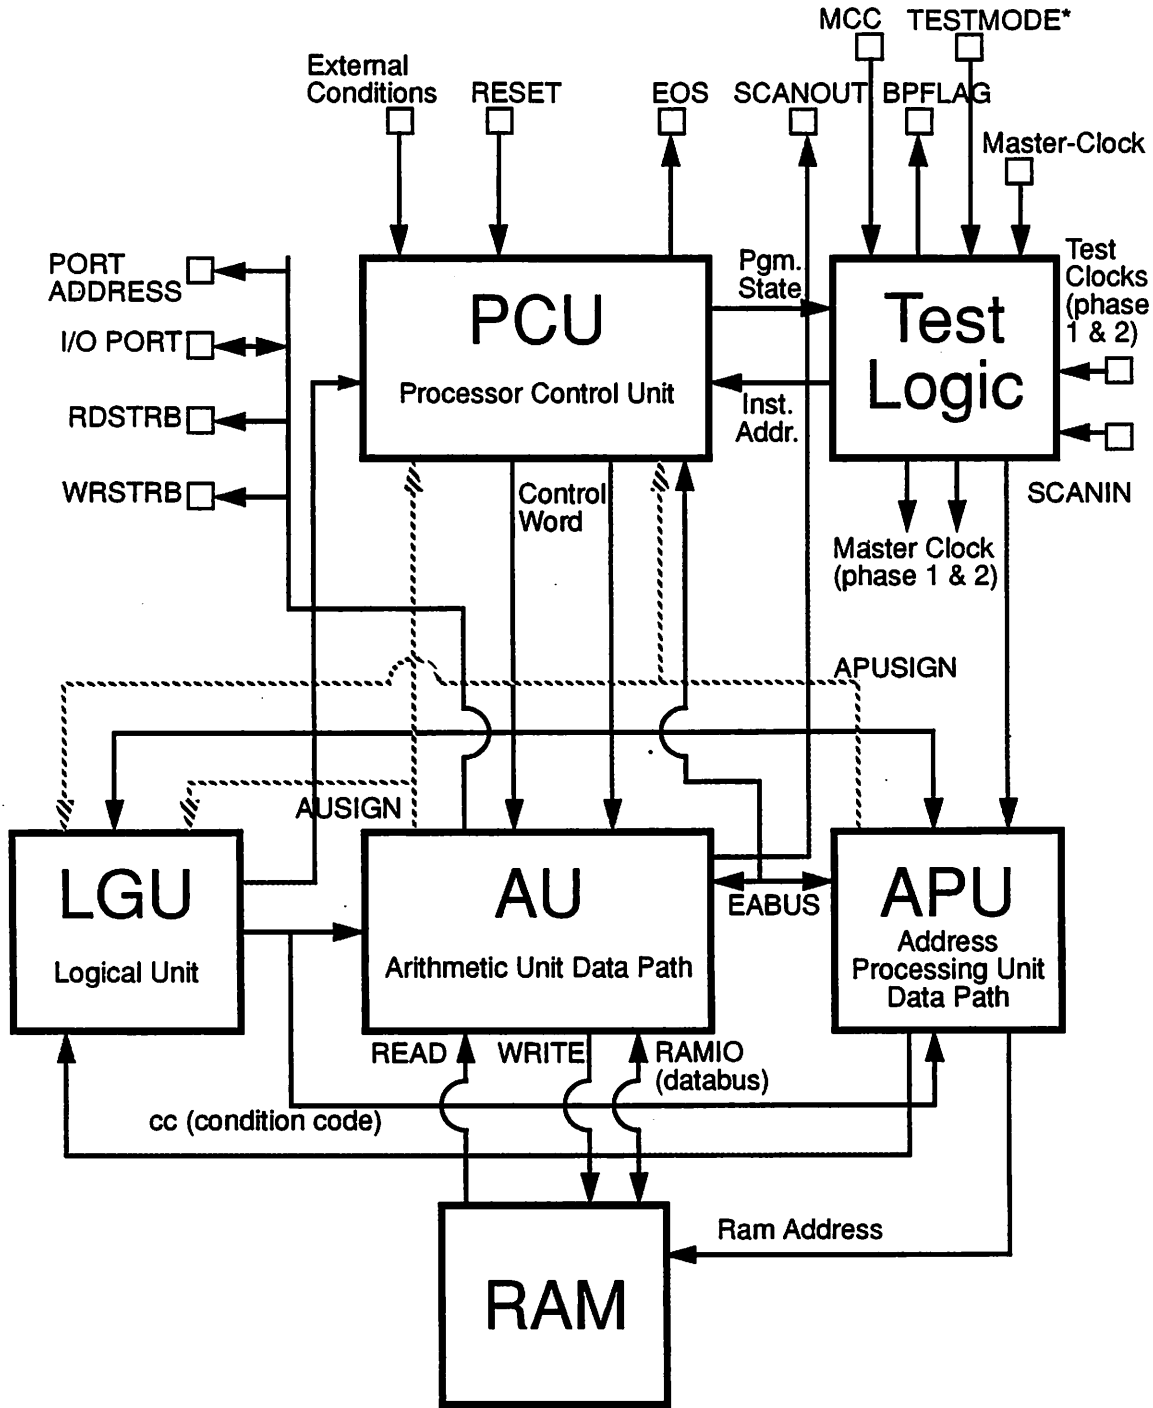 MCC
TESTMODE*
External
Conditions
RESET
EOS
SCANOUT
BPFLAG
Master-Clock
PORT
ADDRESS
I/O PORT
RDSTRB
WRSTRB
PCU
Processor Control Unit
Pgm.
State
Inst.
Addr.
Test
Logic
Test
Clocks
(phase
1 & 2)
Control
Word
Master Clock
(phase 1 & 2)
SCANIN
APUSIGN
AUSIGN
LGU
Logical Unit
AU
Arithmetic Unit Data Path
EABUS
APU
Address
Processing Unit
Data Path
READ
WRITE
RAMIO
(databus)
cc (condition code)
Ram Address
RAM